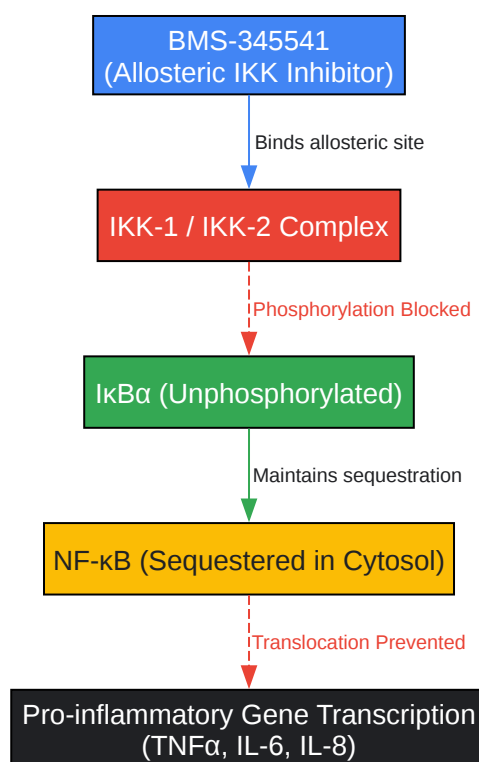 BMS-345541
(Allosteric IKK Inhibitor)
Binds allosteric site
IKK-1 / IKK-2 Complex
Phosphorylation Blocked
IκBα (Unphosphorylated)
Maintains sequestration
NF-κB (Sequestered in Cytosol)
Translocation Prevented
Pro-inflammatory Gene Transcription
(TNFα, IL-6, IL-8)